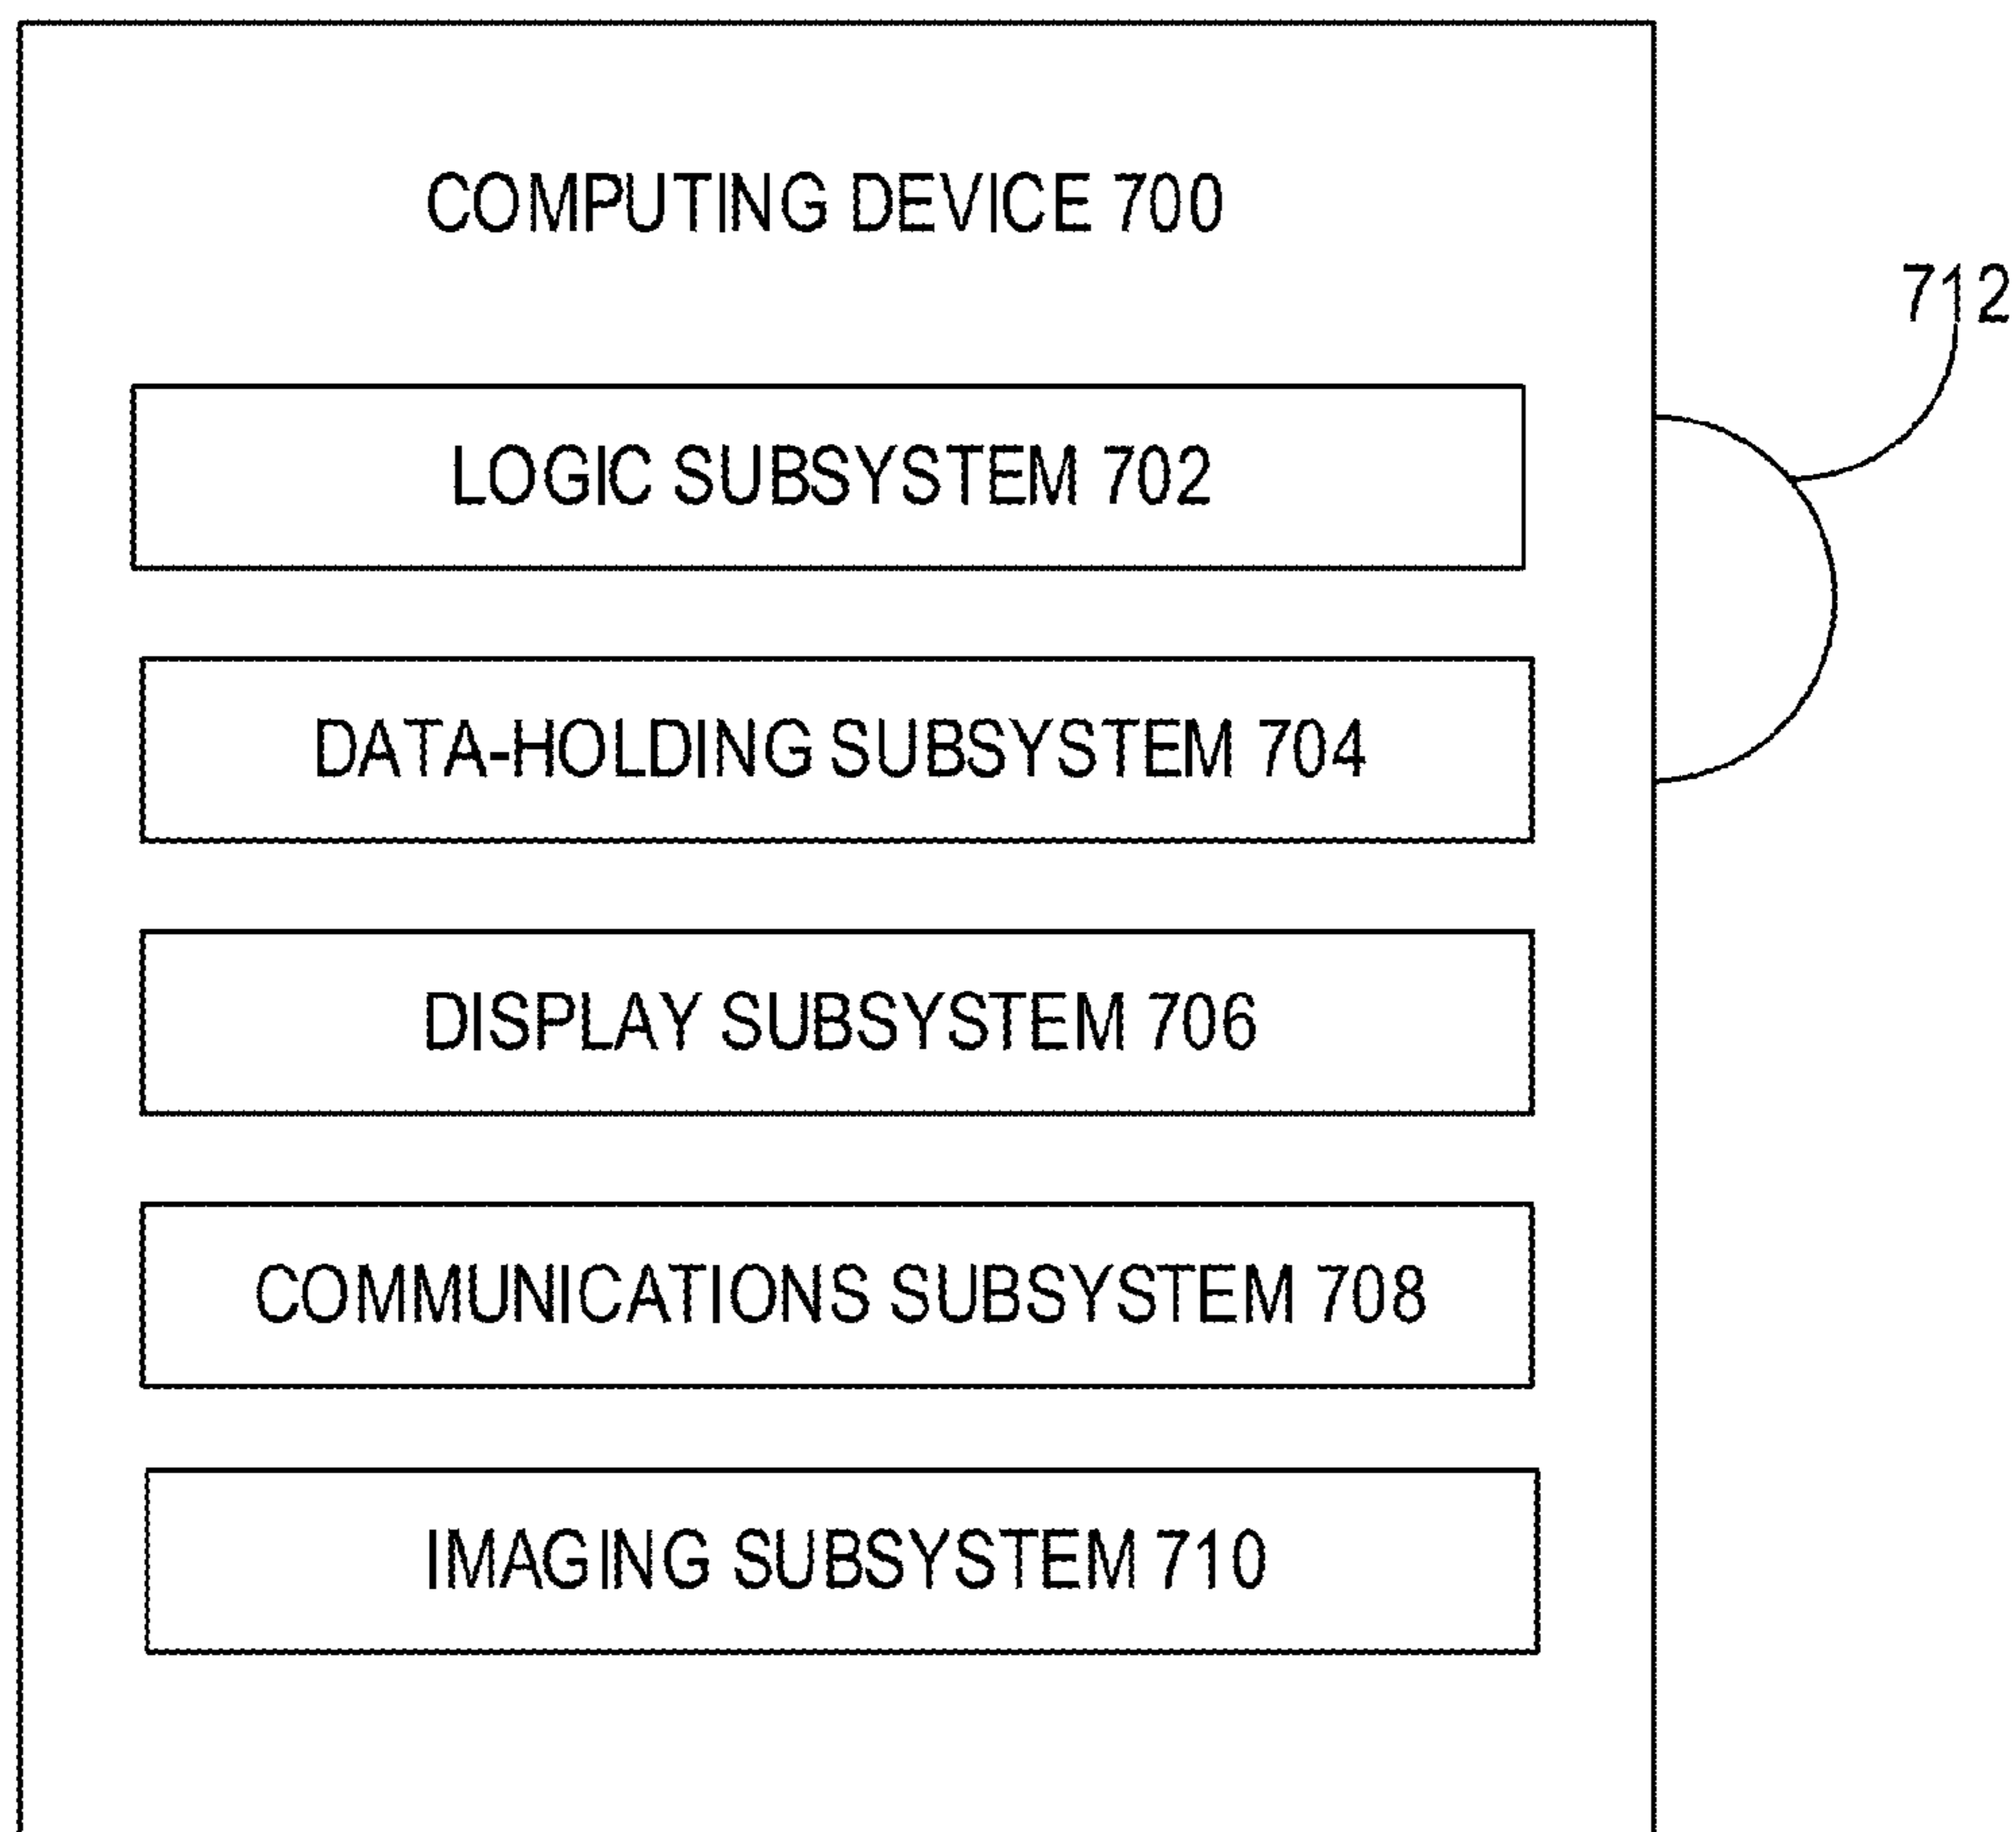 COMPUTING DEVICE 700
712
LOGIC SUBSYSTEM 702
DATA-HOLDING SUBSYSTEM 704
DISPLAY SUBSYSTEM 706
COMMUNICATIONS SUBSYSTEM 708
IMAGING SUBSYSTEM 710